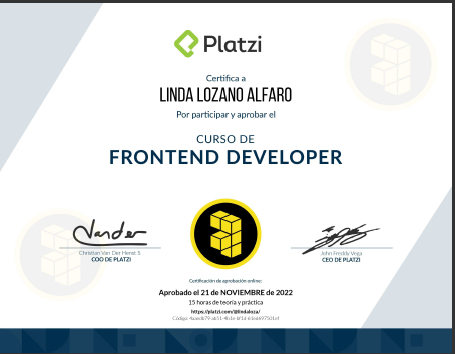 Platzi
Certifica a
LINDA LOZANO ALFARO
Por participar y aprobar el
CURSO DE
FRONTEND DEVELOPER
Christian Van Der Henst S.
COO DE PLATZI
John Freddy Vega
CEO DE PLATZI
Certificación de aprobación online:
Aprobado el 21 de NOVIEMBRE de 2022
15 horas de teoría y práctica
https://platzi.com/@lindaloza/
Código: